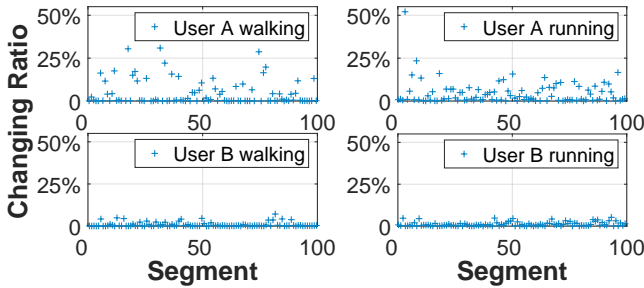 50%
25%
0
0 50 100
User A walking
50%
25%
0
0 50 100
User A running
50%
25%
0
0 50 100
User B walking
50%
25%
0
0 50 100
User B running
Changing Ratio
Segment
Segment